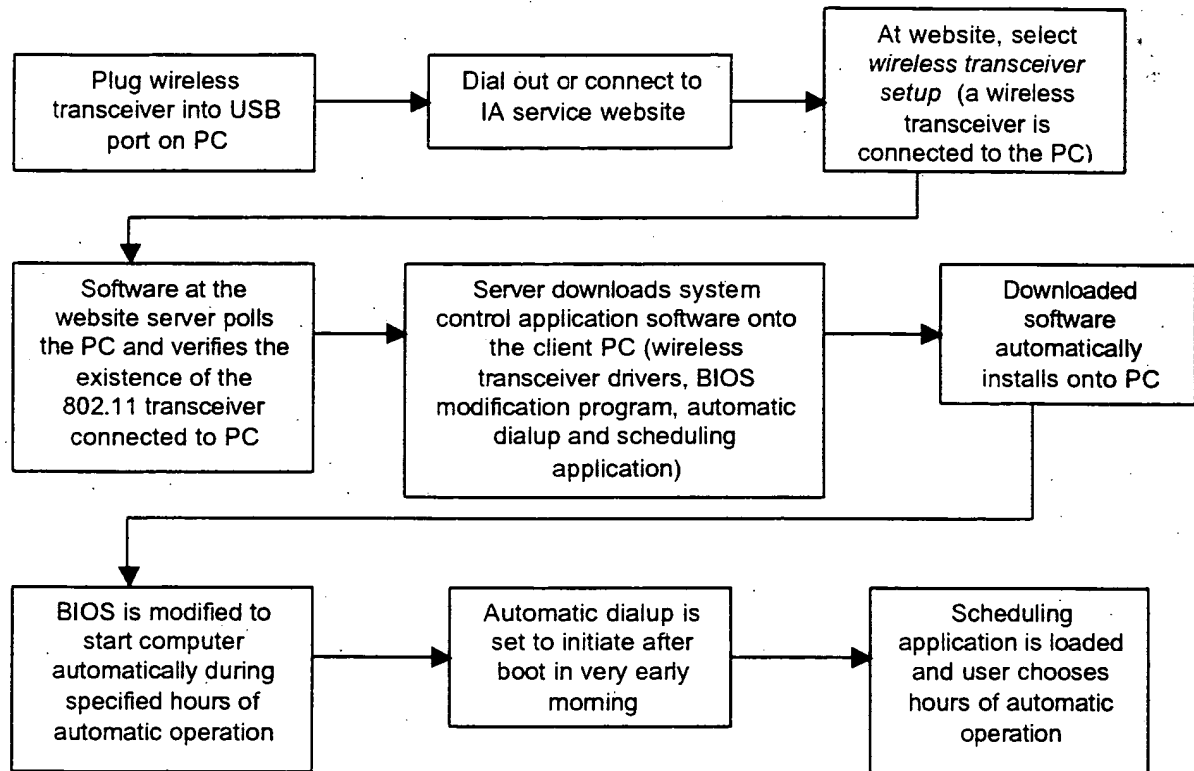 Plug wireless
transceiver into USB
port on PC
Dial out or connect to
IA service website
At website, select
wireless transceiver
setup (a wireless
transceiver is
connected to the PC)
Software at the
website server polls
the PC and verifies the
existence of the
802.11 transceiver
connected to PC
Server downloads system
control application software onto
the client PC (wireless
transceiver drivers, BIOS
modification program, automatic
dialup and scheduling
application)
Downloaded
software
automatically
installs onto PC
BIOS is modified to
start computer
automatically during
specified hours of
automatic operation
Automatic dialup is
set to initiate after
boot in very early
morning
Scheduling
application is loaded
and user chooses
hours of automatic
operation